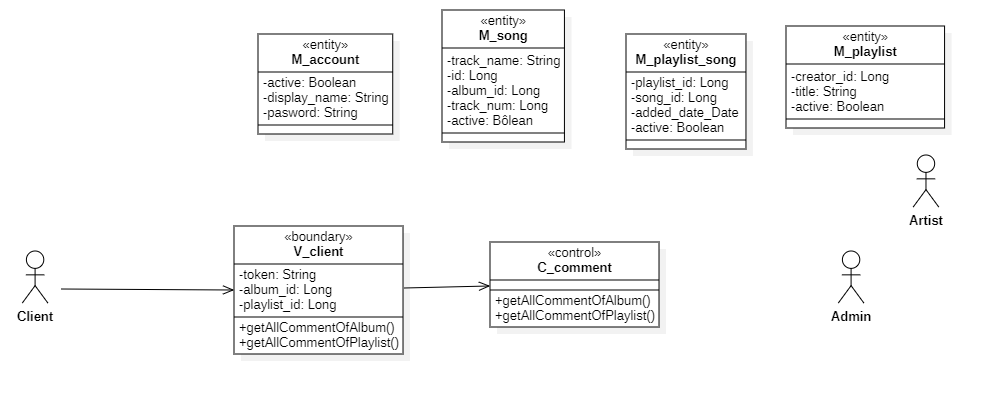 «entity»
M_account
-active: Boolean
-display_name: String
-pasword: String
«entity»
M_song
-track_name: String
-id: Long
-album_id: Long
-track_num: Long
-active: Bôlean
«entity»
M_playlist_song
-playlist_id: Long
-song_id: Long
-added_date_Date
-active: Boolean
«entity»
M_playlist
-creator_id: Long
-title: String
-active: Boolean
Artist
Client
«boundary»
V_client
-token: String
-album_id: Long
-playlist_id: Long
+getAllCommentOfAlbum()
+getAllCommentOfPlaylist()
«control»
C_comment
+getAllCommentOfAlbum()
+getAllCommentOfPlaylist()
Admin